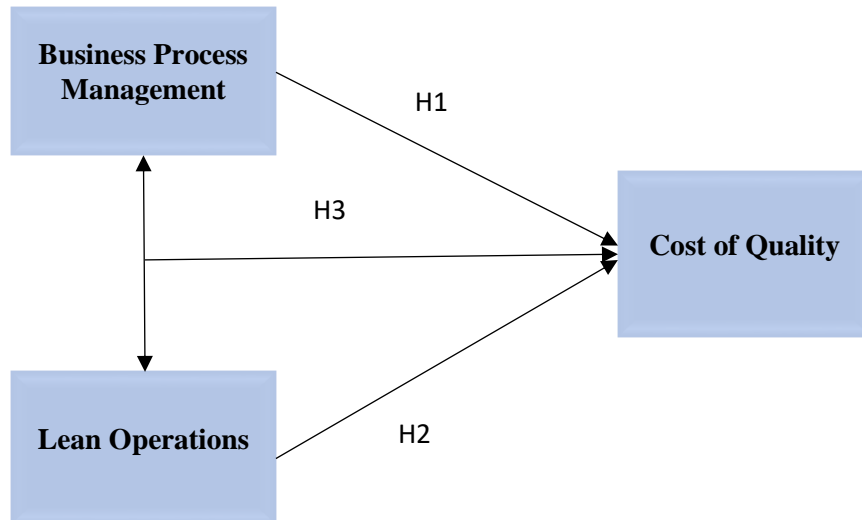 Business Process
Management
H1
H3
Cost of Quality
Lean Operations
H2